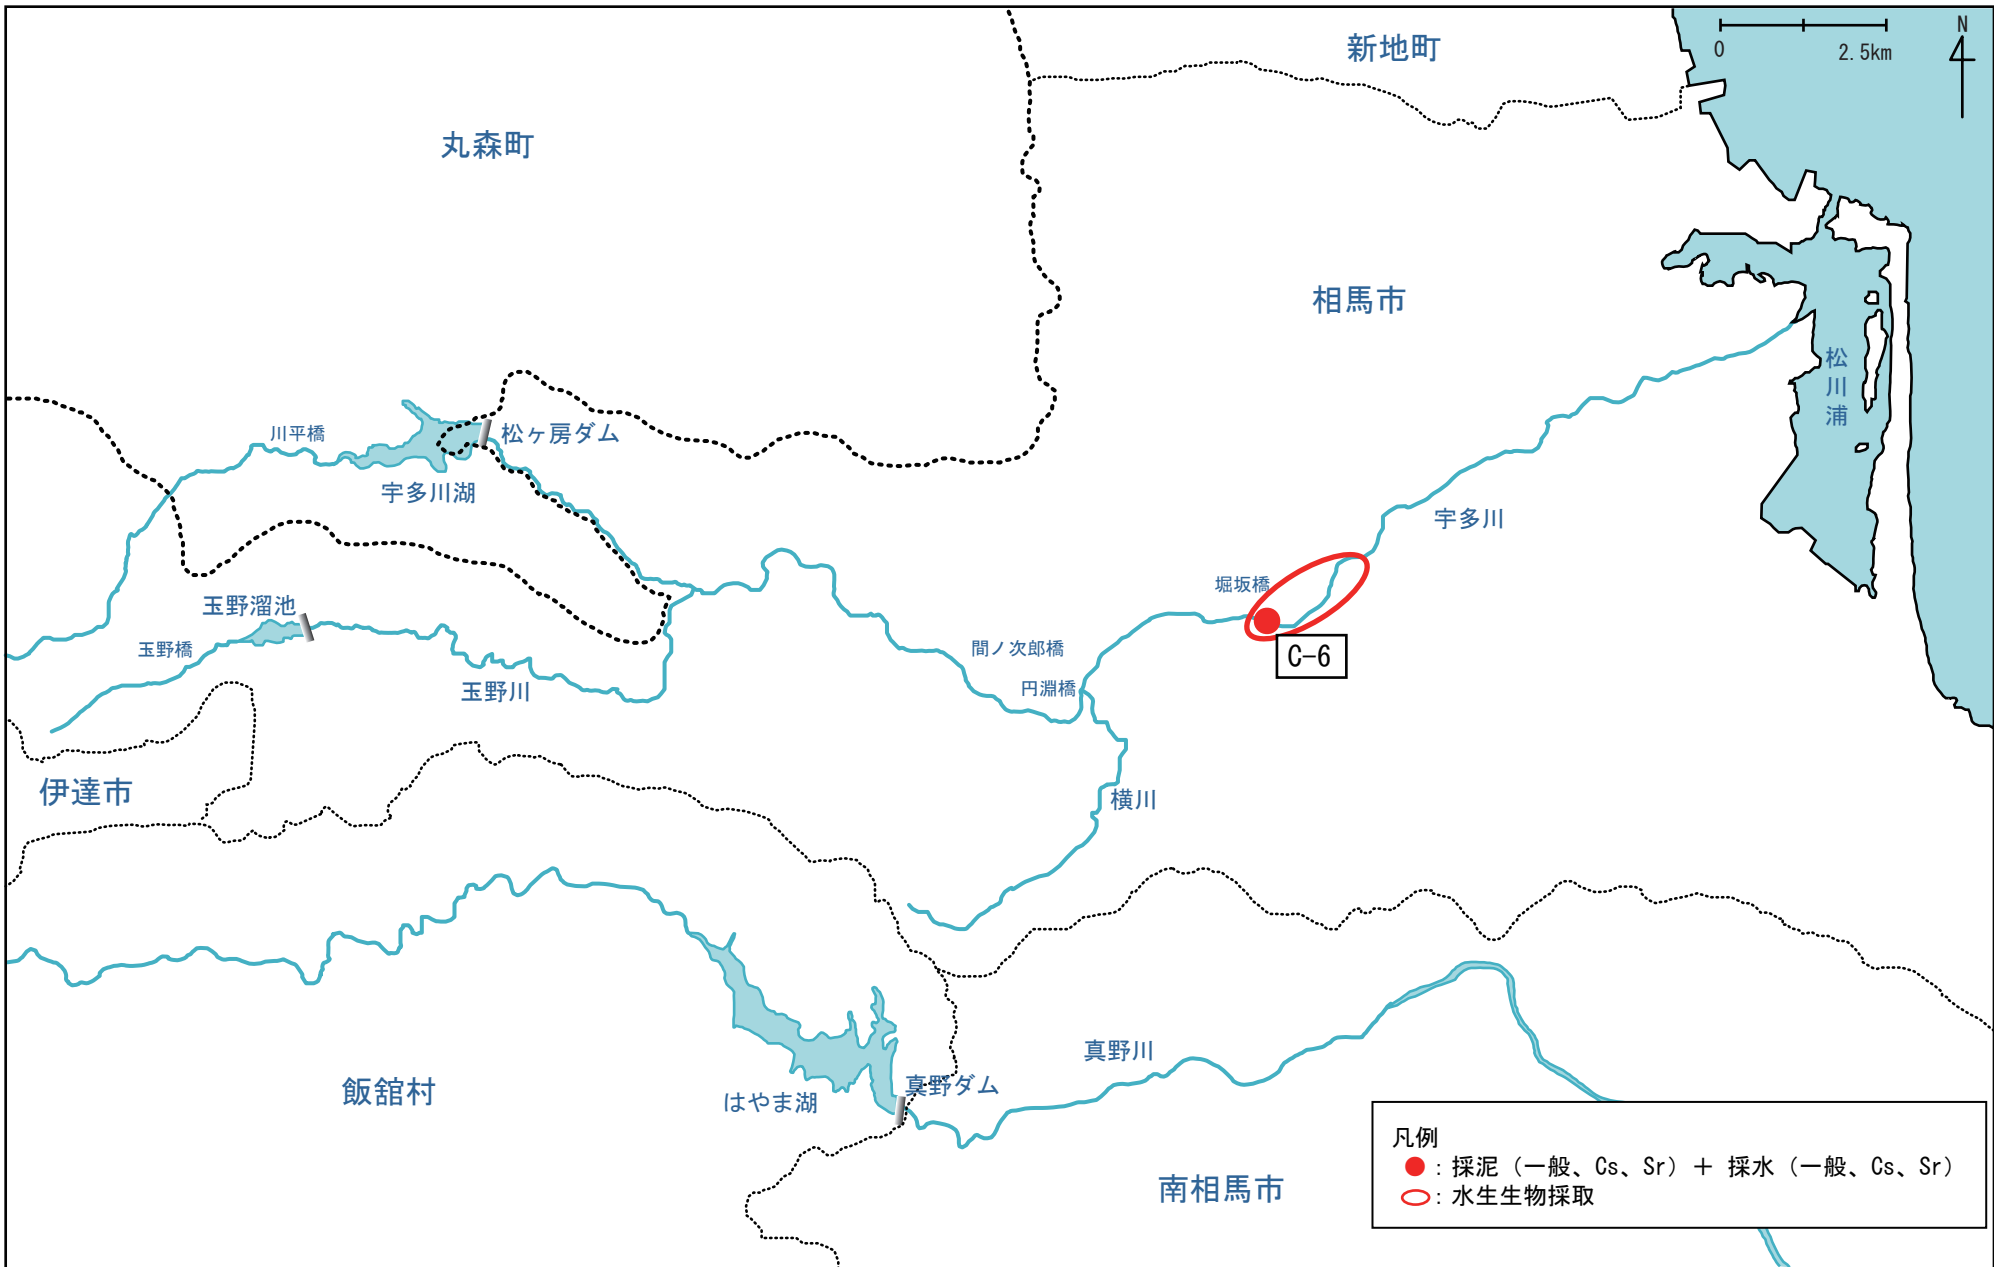 新地町
0
2.5km
N
丸森町
相馬市
松川浦
川平橋
松ヶ房ダム
宇多川湖
宇多川
堀坂橋
C-6
玉野溜池
玉野橋
玉野川
間ノ次郎橋
円淵橋
伊達市
横川
飯舘村
はやま湖
真野ダム
真野川
南相馬市
凡例
：採泥（一般、Cs、Sr）＋ 採水（一般、Cs、Sr）
：水生生物採取